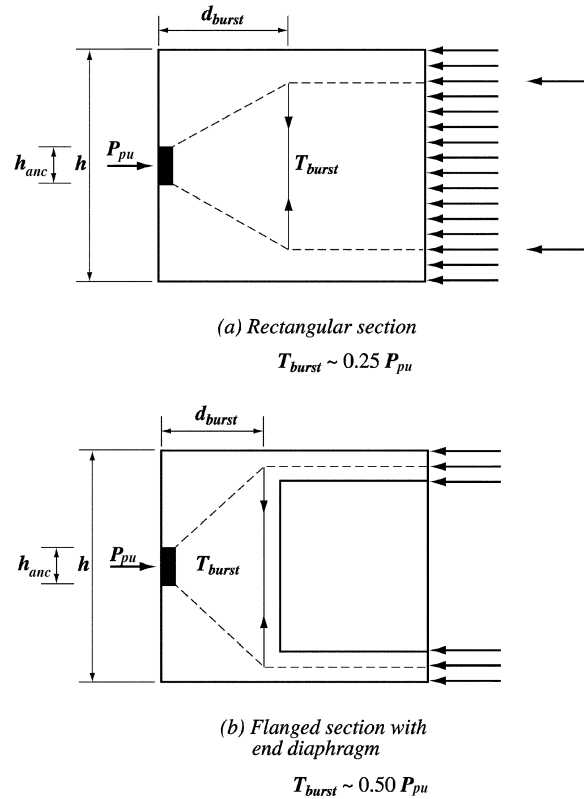 d_burst
h_anc h P_pu T_burst
(a) Rectangular section
T_burst ~ 0.25 P_pu
d_burst
h_anc h P_pu T_burst
(b) Flanged section with
end diaphragm
T_burst ~ 0.50 P_pu